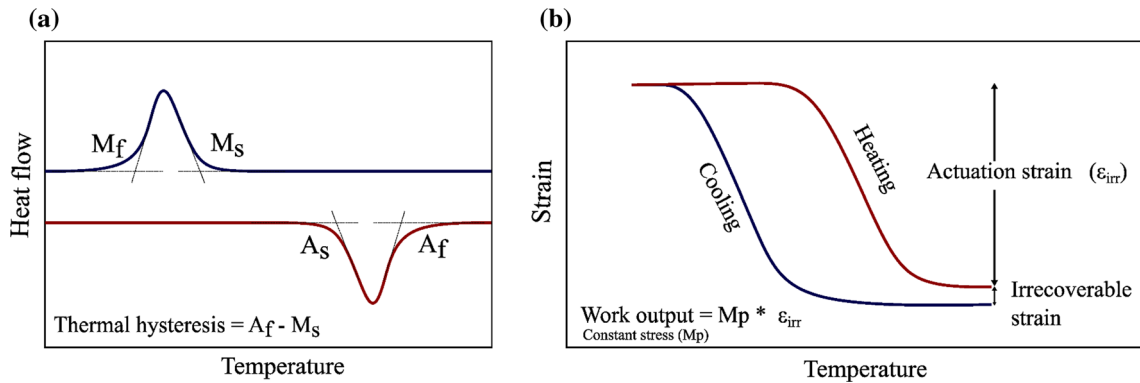 (a)
Heat flow
Mf
Ms
As
Af
Thermal hysteresis = Af - Ms
Temperature
(b)
Strain
Cooling
Heating
Actuation strain (εirr)
Irrecoverable
strain
Work output = Mp * εirr
Constant stress (Mp)
Temperature